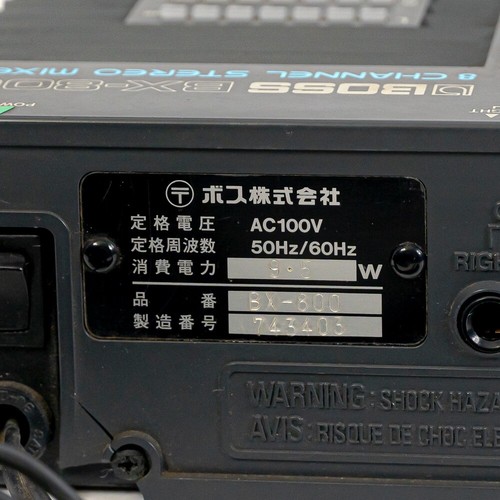 BOSS BX-800
8 CHANNEL STEREO MIXER
〒 ボス株式会社
定格電圧 AC100V
定格周波数 50Hz/60Hz
消費電力 W
品番 BX-800
製造番号 743403
RIGH
WARNING: SHOCK HAZA
AVIS: RISQUE DE CHOC ELE